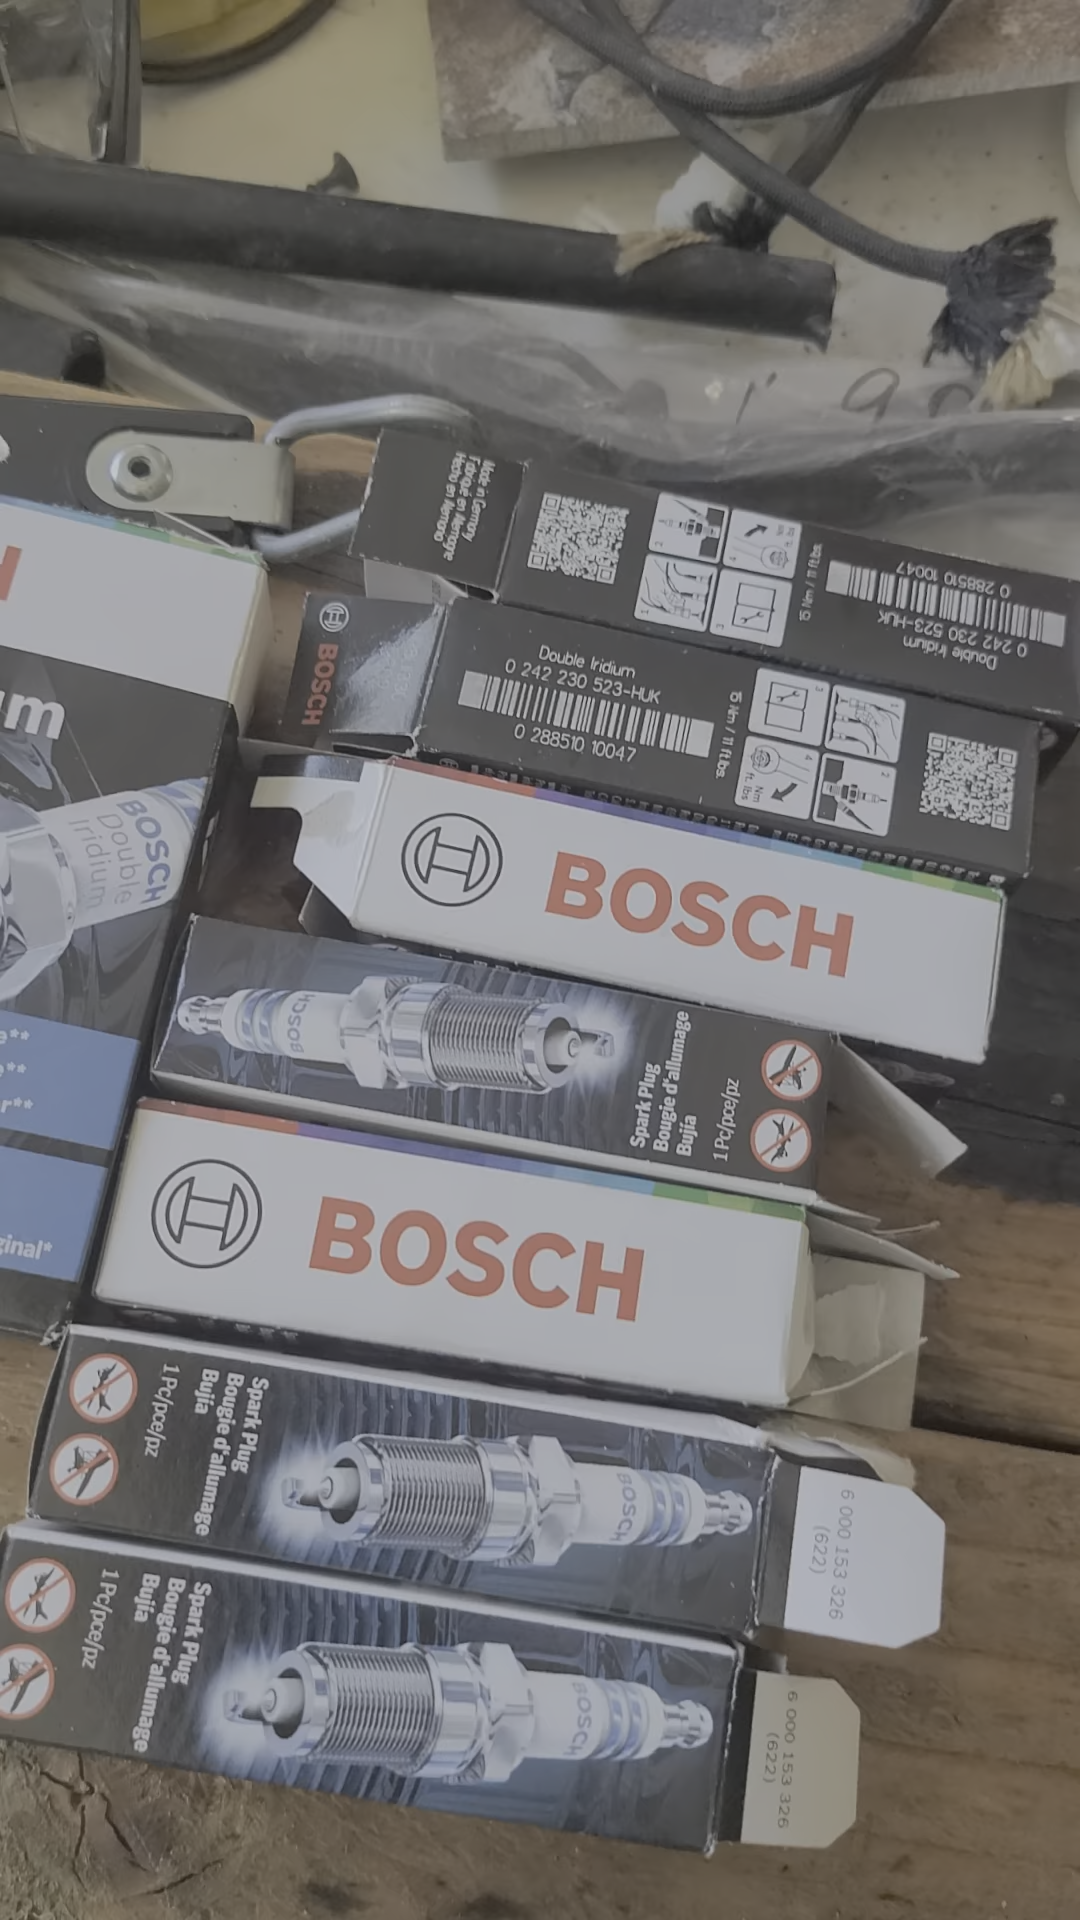 Made in Germany
Fabriqué en Allemagne
Hecho en Alemania
15 Nm / 11 ft.lbs.
Double Iridium
0 242 230 523-HUK
0 288510 10047
BOSCH
Double Iridium
0 242 230 523-HUK
0 288510 10047
15 Nm / 11 ft.lbs.
Nm
ft. lbs
um
BOSCH
Double
Iridium
BOSCH
BOSCH
Spark Plug
Bougie d'allumage
Bujía
1 Pc/pce/pz
ginal*
BOSCH
Spark Plug
Bougie d'allumage
Bujía
1 Pc/pce/pz
BOSCH
6 000 153 326
(622)
Spark Plug
Bougie d'allumage
Bujía
1 Pc/pce/pz
BOSCH
6 000 153 326
(622)